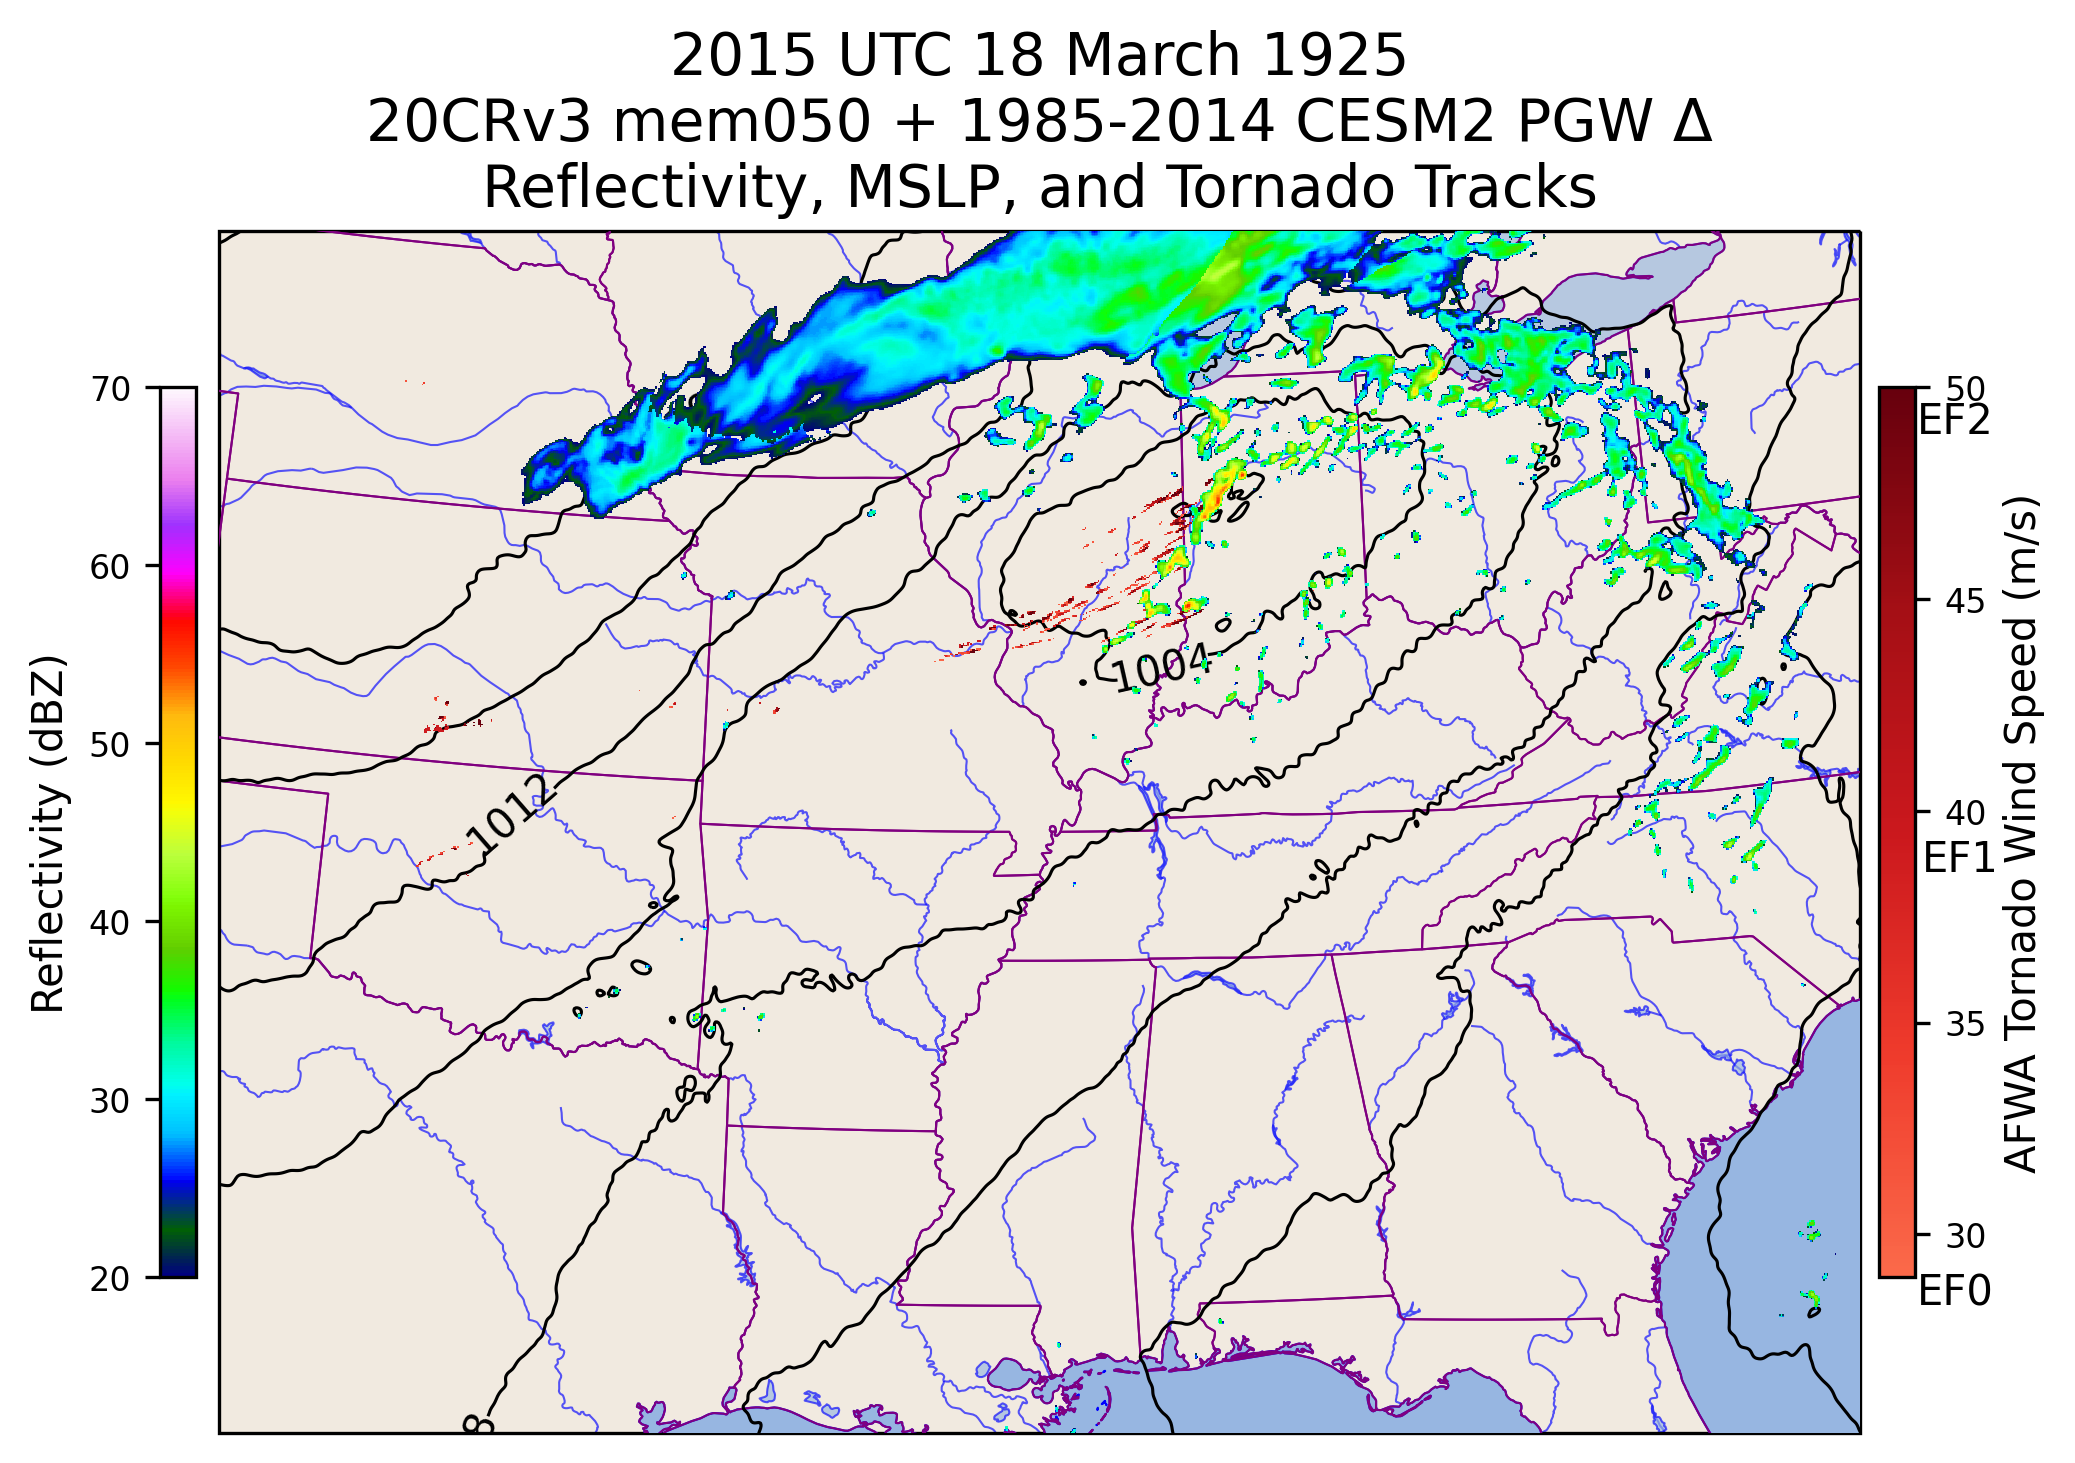 2015 UTC 18 March 1925
20CRv3 mem050 + 1985-2014 CESM2 PGW Δ
Reflectivity, MSLP, and Tornado Tracks
Reflectivity (dBZ)
70
60
50
40
30
20
1004
1012
8
50
EF2
45
40
EF1
35
30
EF0
AFWA Tornado Wind Speed (m/s)